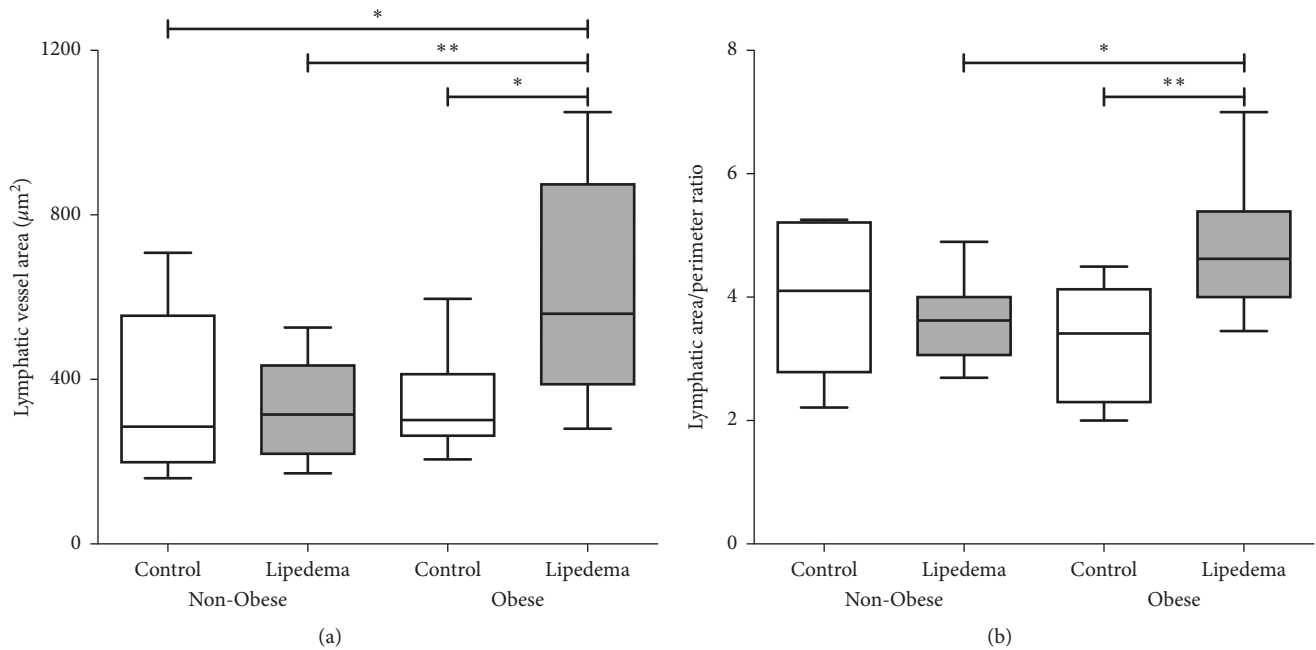 Lymphatic vessel area (μm²)
1200
800
400
0
*
**
*
Control Lipedema Control Lipedema
Non-Obese Obese
(a)
Lymphatic area/perimeter ratio
8
6
4
2
0
*
**
Control Lipedema Control Lipedema
Non-Obese Obese
(b)